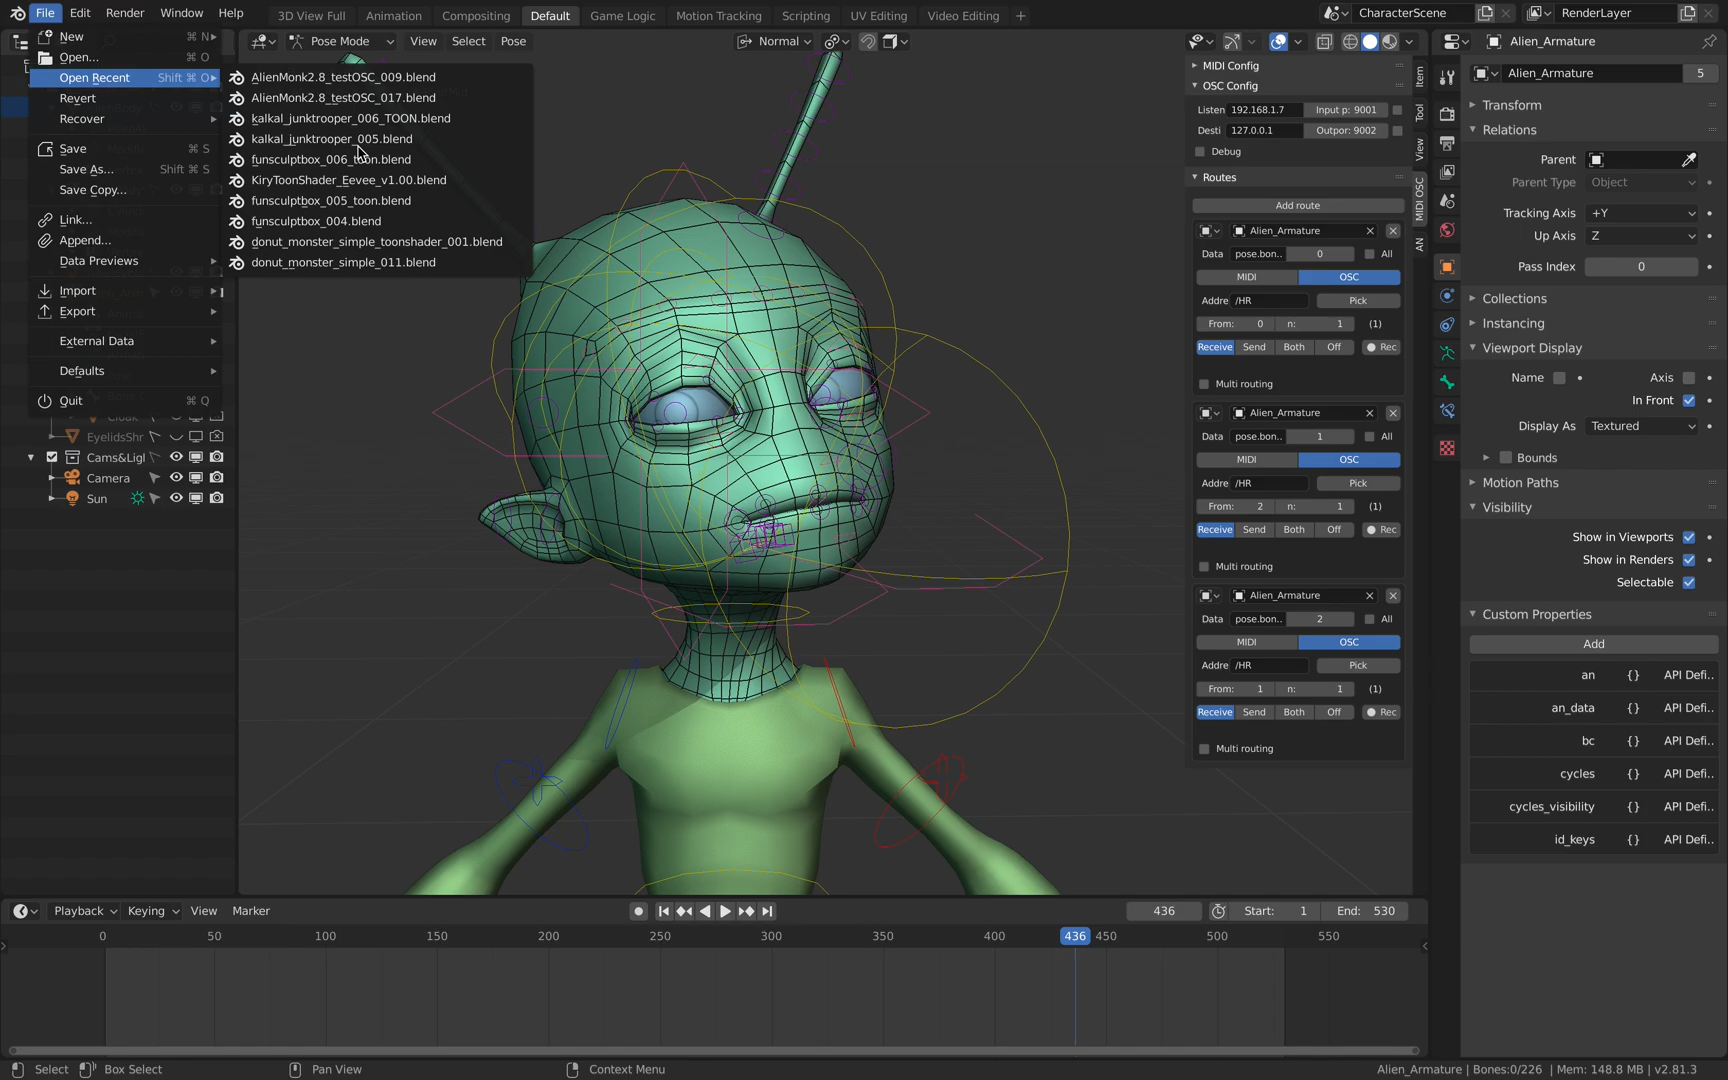 File Edit Render Window Help
3D View Full Animation Compositing Default Game Logic Motion Tracking Scripting UV Editing Video Editing +
CharacterScene RenderLayer
Pose Mode View Select Pose Normal
Alien_Armature
New ⌘ N
Open... ⌘ O
Open Recent Shift ⌘ O
Revert
Recover
Save ⌘ S
Save As... Shift ⌘ S
Save Copy...
Link...
Append...
Data Previews
Import
Export
External Data
Defaults
Quit ⌘ Q
AlienMonk2.8_testOSC_009.blend
AlienMonk2.8_testOSC_017.blend
kalkal_junktrooper_006_TOON.blend
kalkal_junktrooper_005.blend
funsculptbox_006_toon.blend
KiryToonShader_Eevee_v1.00.blend
funsculptbox_005_toon.blend
funsculptbox_004.blend
donut_monster_simple_toonshader_001.blend
donut_monster_simple_011.blend
Cloak
EyelidsShr
Cams&Ligl
Camera
Sun
MIDI Config
OSC Config
Listen 192.168.1.7 Input p: 9001
Desti 127.0.0.1 Outpor: 9002
Debug
Routes
Add route
Alien_Armature
Data pose.bon.. 0 All
MIDI OSC
Addre /HR Pick
From: 0 n: 1 (1)
Receive Send Both Off Rec
Multi routing
Alien_Armature
Data pose.bon.. 1 All
MIDI OSC
Addre /HR Pick
From: 2 n: 1 (1)
Receive Send Both Off Rec
Multi routing
Alien_Armature
Data pose.bon.. 2 All
MIDI OSC
Addre /HR Pick
From: 1 n: 1 (1)
Receive Send Both Off Rec
Multi routing
Item
Tool
View
MIDI OSC
AN
Alien_Armature 5
Transform
Relations
Parent
Parent Type Object
Tracking Axis +Y
Up Axis Z
Pass Index 0
Collections
Instancing
Viewport Display
Name Axis
In Front
Display As Textured
Bounds
Motion Paths
Visibility
Show in Viewports
Show in Renders
Selectable
Custom Properties
Add
an {} API Defi..
an_data {} API Defi..
bc {} API Defi..
cycles {} API Defi..
cycles_visibility {} API Defi..
id_keys {} API Defi..
Playback Keying View Marker 436 Start: 1 End: 530
0 50 100 150 200 250 300 350 400 436 450 500 550
Select Box Select Pan View Context Menu Alien_Armature | Bones:0/226 | Mem: 148.8 MB | v2.81.3